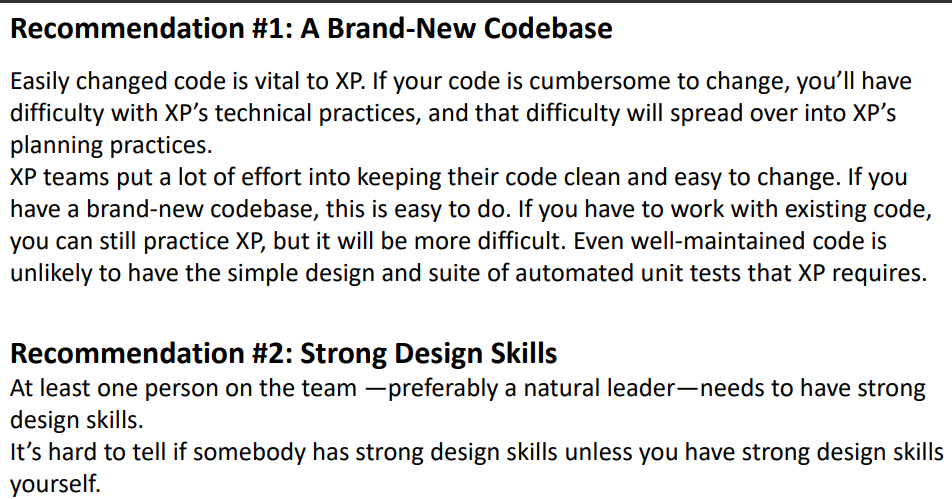 Recommendation #1: A Brand-New Codebase
Easily changed code is vital to XP. If your code is cumbersome to change, you’ll have
difficulty with XP’s technical practices, and that difficulty will spread over into XP’s
planning practices.
XP teams put a lot of effort into keeping their code clean and easy to change. If you
have a brand-new codebase, this is easy to do. If you have to work with existing code,
you can still practice XP, but it will be more difficult. Even well-maintained code is
unlikely to have the simple design and suite of automated unit tests that XP requires.
Recommendation #2: Strong Design Skills
At least one person on the team —preferably a natural leader—needs to have strong
design skills.
It’s hard to tell if somebody has strong design skills unless you have strong design skills
yourself.